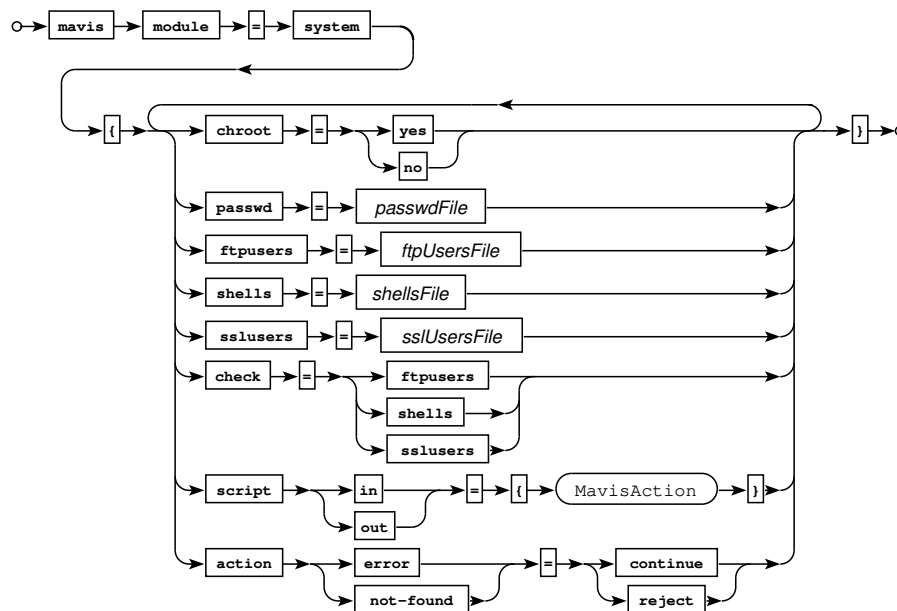 mavis module = system
{ chroot = yes }
no
passwd = passwdFile
ftpusers = ftpUsersFile
shells = shellsFile
sslusers = sslUsersFile
check = ftpusers
shells
sslusers
script in = { MavisAction }
out
action error = continue
not-found reject